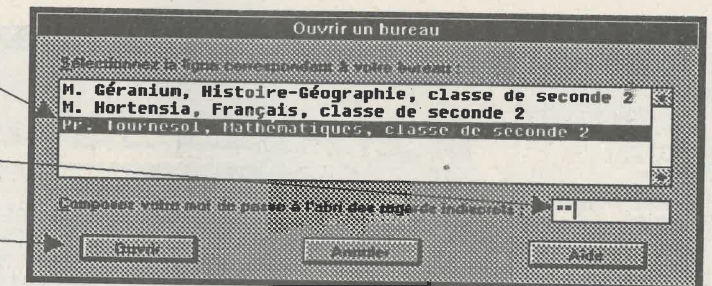 Ouvrir un bureau
Sélectionnez la ligne correspondant à votre bureau :
M. Géranium, Histoire-Géographie, classe de seconde 2
M. Hortensia, Français, classe de seconde 2
Pr. Tournesol, Mathématiques, classe de seconde 2
Composez votre mot de passe à l'abri des regards indiscrets : **
Ouvrir Annuler Aide